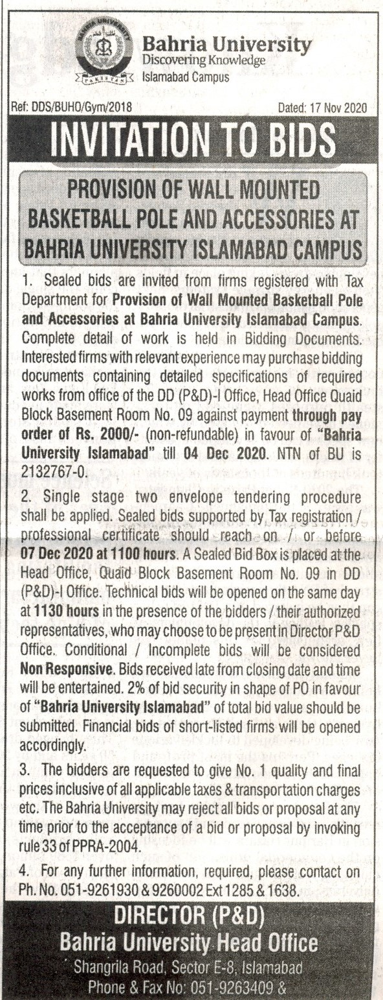 BAHRIA UNIVERSITY
PAKISTAN
Bahria University
Discovering Knowledge
Islamabad Campus
Ref: DDS/BUHO/Gym/2018 Dated: 17 Nov 2020
INVITATION TO BIDS
PROVISION OF WALL MOUNTED
BASKETBALL POLE AND ACCESSORIES AT
BAHRIA UNIVERSITY ISLAMABAD CAMPUS
1. Sealed bids are invited from firms registered with Tax
Department for Provision of Wall Mounted Basketball Pole
and Accessories at Bahria University Islamabad Campus.
Complete detail of work is held in Bidding Documents.
Interested firms with relevant experience may purchase bidding
documents containing detailed specifications of required
works from office of the DD (P&D)-I Office, Head Office Quaid
Block Basement Room No. 09 against payment through pay
order of Rs. 2000/- (non-refundable) in favour of "Bahria
University Islamabad" till 04 Dec 2020. NTN of BU is
2132767-0.
2. Single stage two envelope tendering procedure
shall be applied. Sealed bids supported by Tax registration /
professional certificate should reach on / or before
07 Dec 2020 at 1100 hours. A Sealed Bid Box is placed at the
Head Office, Quaid Block Basement Room No. 09 in DD
(P&D)-I Office. Technical bids will be opened on the same day
at 1130 hours in the presence of the bidders / their authorized
representatives, who may choose to be present in Director P&D
Office. Conditional / Incomplete bids will be considered
Non Responsive. Bids received late from closing date and time
will be entertained. 2% of bid security in shape of PO in favour
of "Bahria University Islamabad" of total bid value should be
submitted. Financial bids of short-listed firms will be opened
accordingly.
3. The bidders are requested to give No. 1 quality and final
prices inclusive of all applicable taxes & transportation charges
etc. The Bahria University may reject all bids or proposal at any
time prior to the acceptance of a bid or proposal by invoking
rule 33 of PPRA-2004.
4. For any further information, required, please contact on
Ph. No. 051-9261930 & 9260002 Ext 1285 & 1638.
DIRECTOR (P&D)
Bahria University Head Office
Shangrila Road, Sector E-8, Islamabad
Phone & Fax No: 051-9263409 &